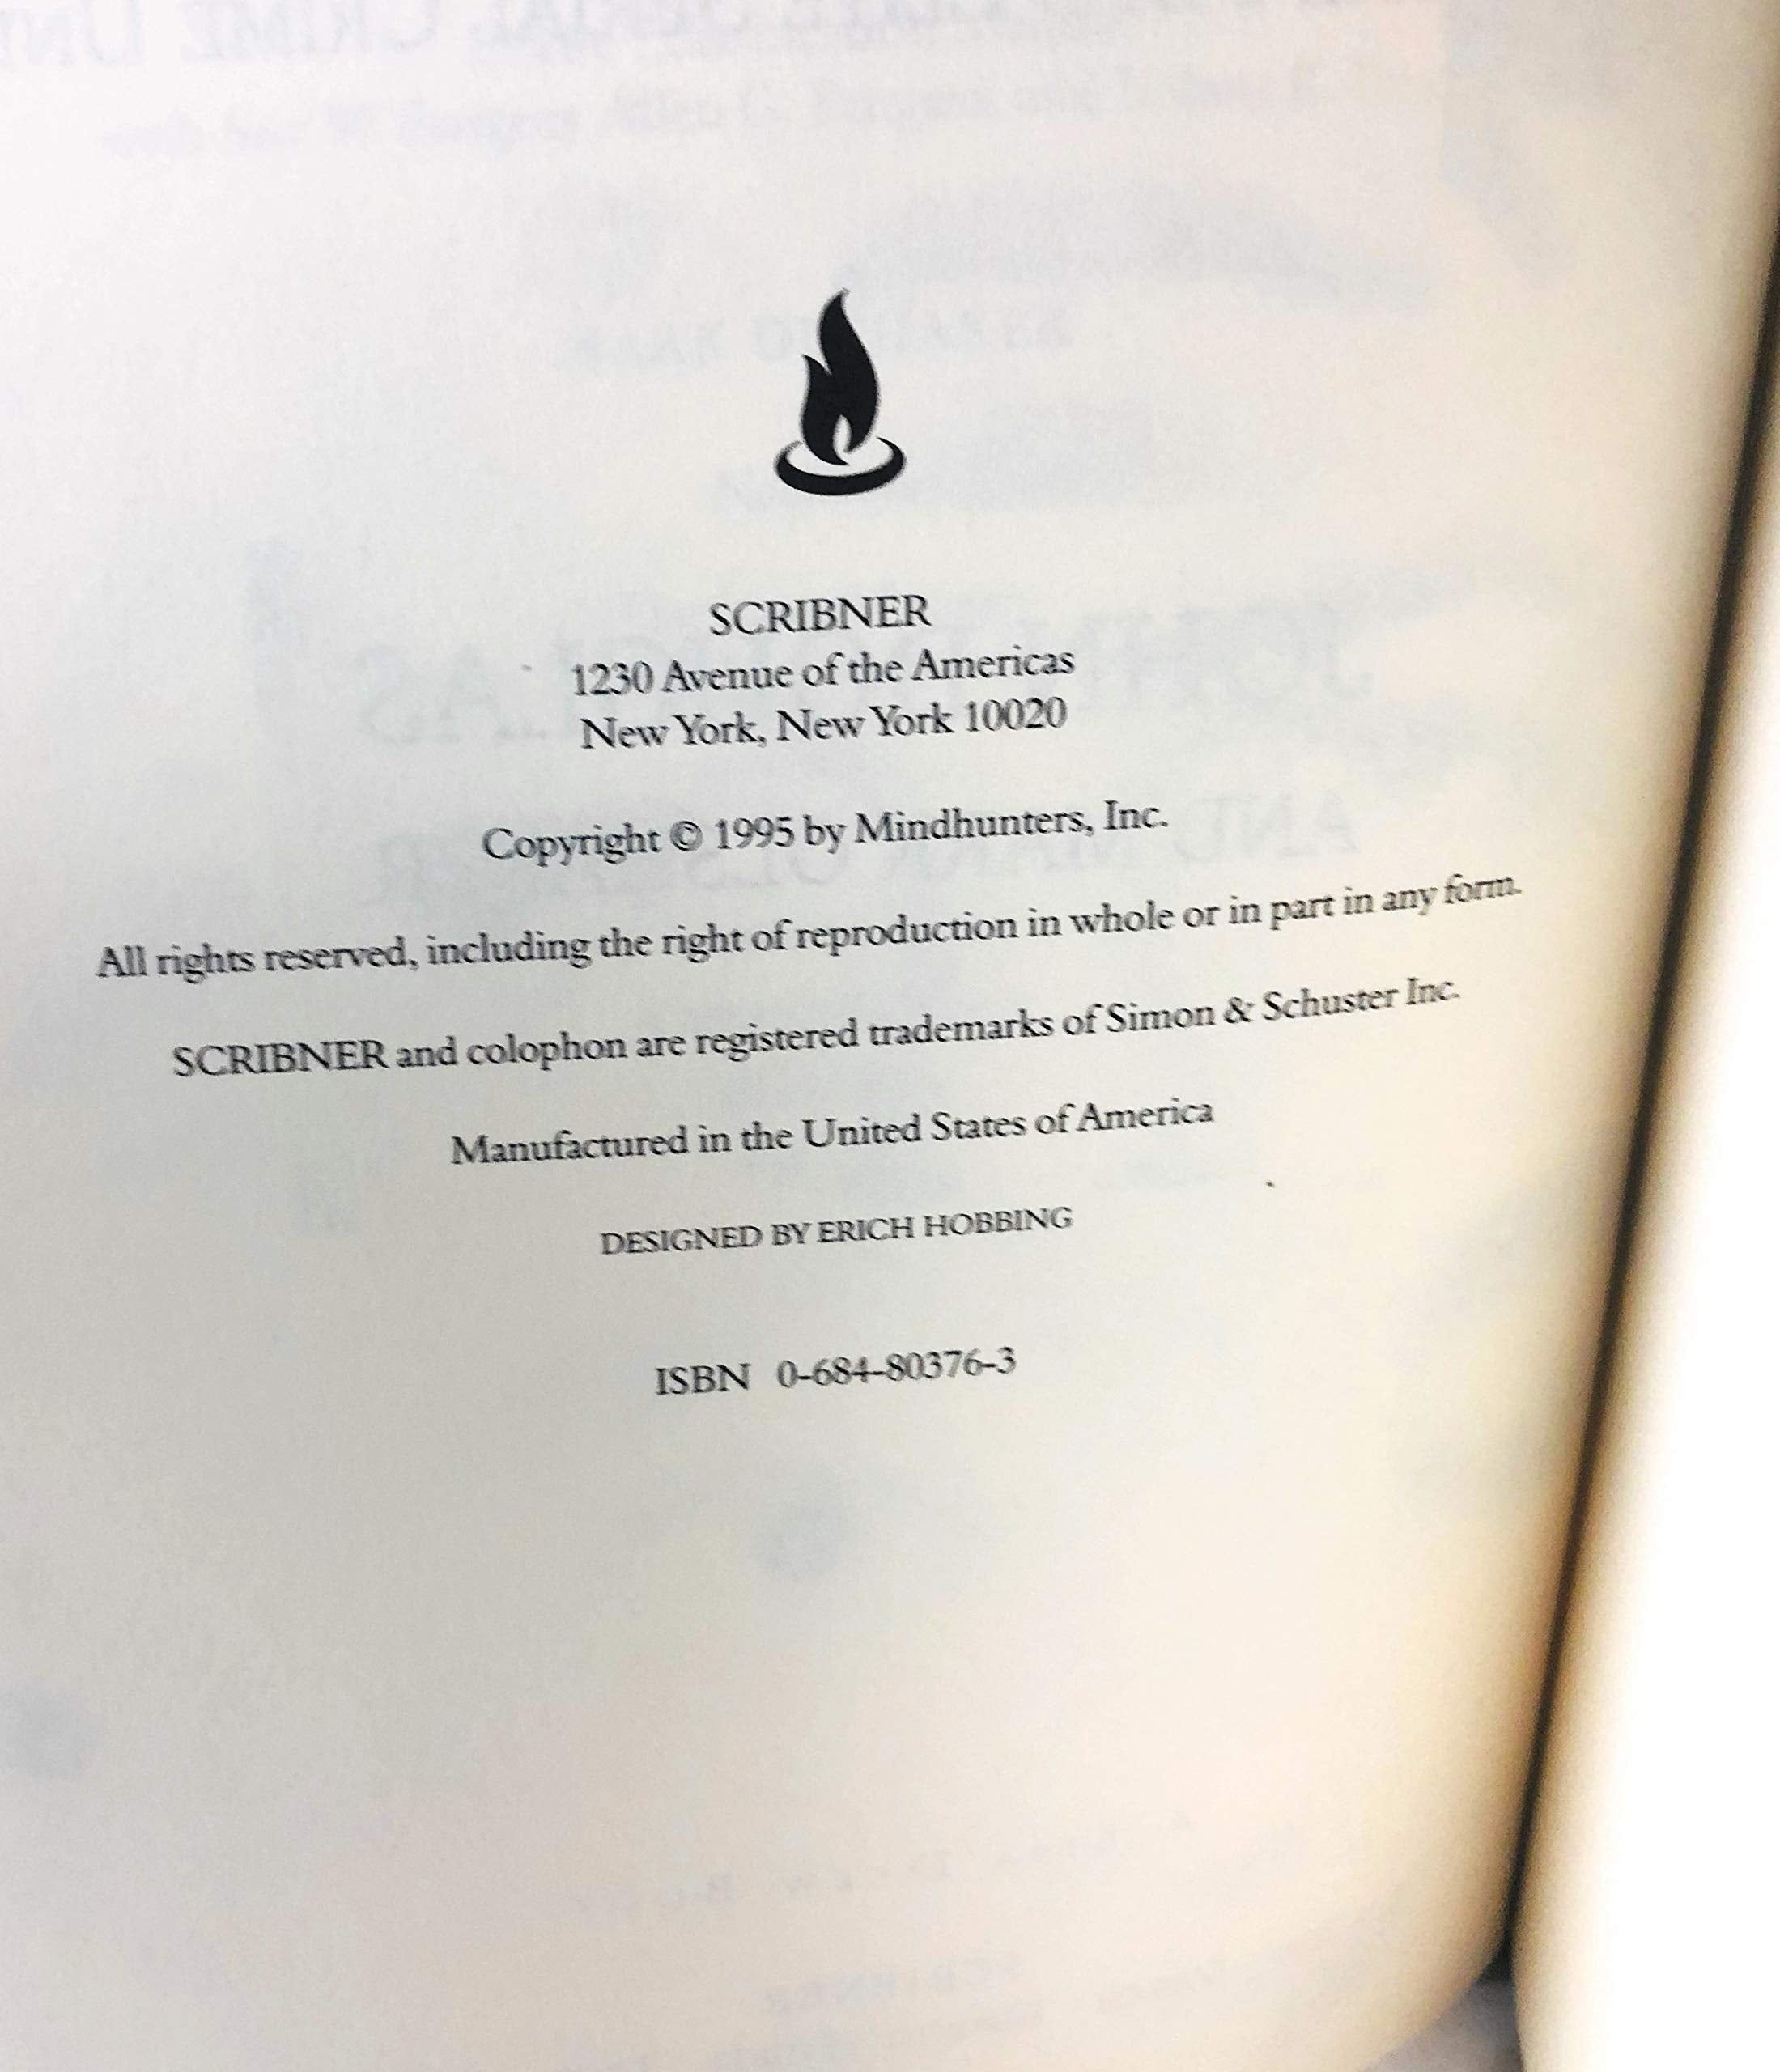 SCRIBNER
1230 Avenue of the Americas
New York, New York 10020
Copyright © 1995 by Mindhunters, Inc.
All rights reserved, including the right of reproduction in whole or in part in any form.
SCRIBNER and colophon are registered trademarks of Simon & Schuster Inc.
Manufactured in the United States of America
DESIGNED BY ERICH HOBBING
ISBN 0-684-80376-3